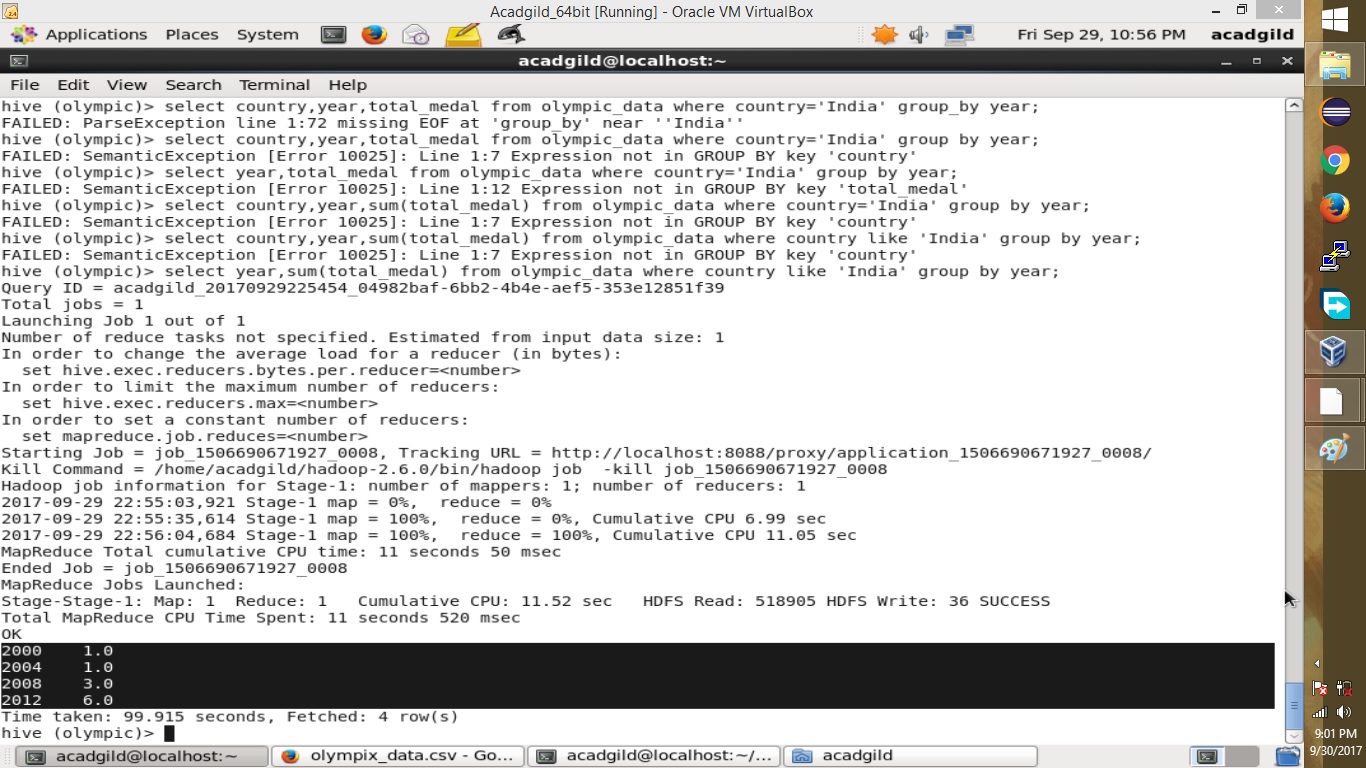 Acadgild_64bit [Running] - Oracle VM VirtualBox
Applications Places System Fri Sep 29, 10:56 PM acadgild
acadgild@localhost:~
File Edit View Search Terminal Help
hive (olympic)> select country,year,total_medal from olympic_data where country='India' group_by year;
FAILED: ParseException line 1:72 missing EOF at 'group_by' near ''India''
hive (olympic)> select country,year,total_medal from olympic_data where country='India' group by year;
FAILED: SemanticException [Error 10025]: Line 1:7 Expression not in GROUP BY key 'country'
hive (olympic)> select year,total_medal from olympic_data where country='India' group by year;
FAILED: SemanticException [Error 10025]: Line 1:12 Expression not in GROUP BY key 'total_medal'
hive (olympic)> select country,year,sum(total_medal) from olympic_data where country='India' group by year;
FAILED: SemanticException [Error 10025]: Line 1:7 Expression not in GROUP BY key 'country'
hive (olympic)> select country,year,sum(total_medal) from olympic_data where country like 'India' group by year;
FAILED: SemanticException [Error 10025]: Line 1:7 Expression not in GROUP BY key 'country'
hive (olympic)> select year,sum(total_medal) from olympic_data where country like 'India' group by year;
Query ID = acadgild_20170929225454_04982baf-6bb2-4b4e-aef5-353e12851f39
Total jobs = 1
Launching Job 1 out of 1
Number of reduce tasks not specified. Estimated from input data size: 1
In order to change the average load for a reducer (in bytes):
  set hive.exec.reducers.bytes.per.reducer=<number>
In order to limit the maximum number of reducers:
  set hive.exec.reducers.max=<number>
In order to set a constant number of reducers:
  set mapreduce.job.reduces=<number>
Starting Job = job_1506690671927_0008, Tracking URL = http://localhost:8088/proxy/application_1506690671927_0008/
Kill Command = /home/acadgild/hadoop-2.6.0/bin/hadoop job  -kill job_1506690671927_0008
Hadoop job information for Stage-1: number of mappers: 1; number of reducers: 1
2017-09-29 22:55:03,921 Stage-1 map = 0%,  reduce = 0%
2017-09-29 22:55:35,614 Stage-1 map = 100%,  reduce = 0%, Cumulative CPU 6.99 sec
2017-09-29 22:56:04,684 Stage-1 map = 100%,  reduce = 100%, Cumulative CPU 11.05 sec
MapReduce Total cumulative CPU time: 11 seconds 50 msec
Ended Job = job_1506690671927_0008
MapReduce Jobs Launched:
Stage-Stage-1: Map: 1  Reduce: 1   Cumulative CPU: 11.52 sec   HDFS Read: 518905 HDFS Write: 36 SUCCESS
Total MapReduce CPU Time Spent: 11 seconds 520 msec
OK
2000	1.0
2004	1.0
2008	3.0
2012	6.0
Time taken: 99.915 seconds, Fetched: 4 row(s)
hive (olympic)>
acadgild@localhost:~ olympix_data.csv - Go... acadgild@localhost:~/... acadgild
9:01 PM
9/30/2017